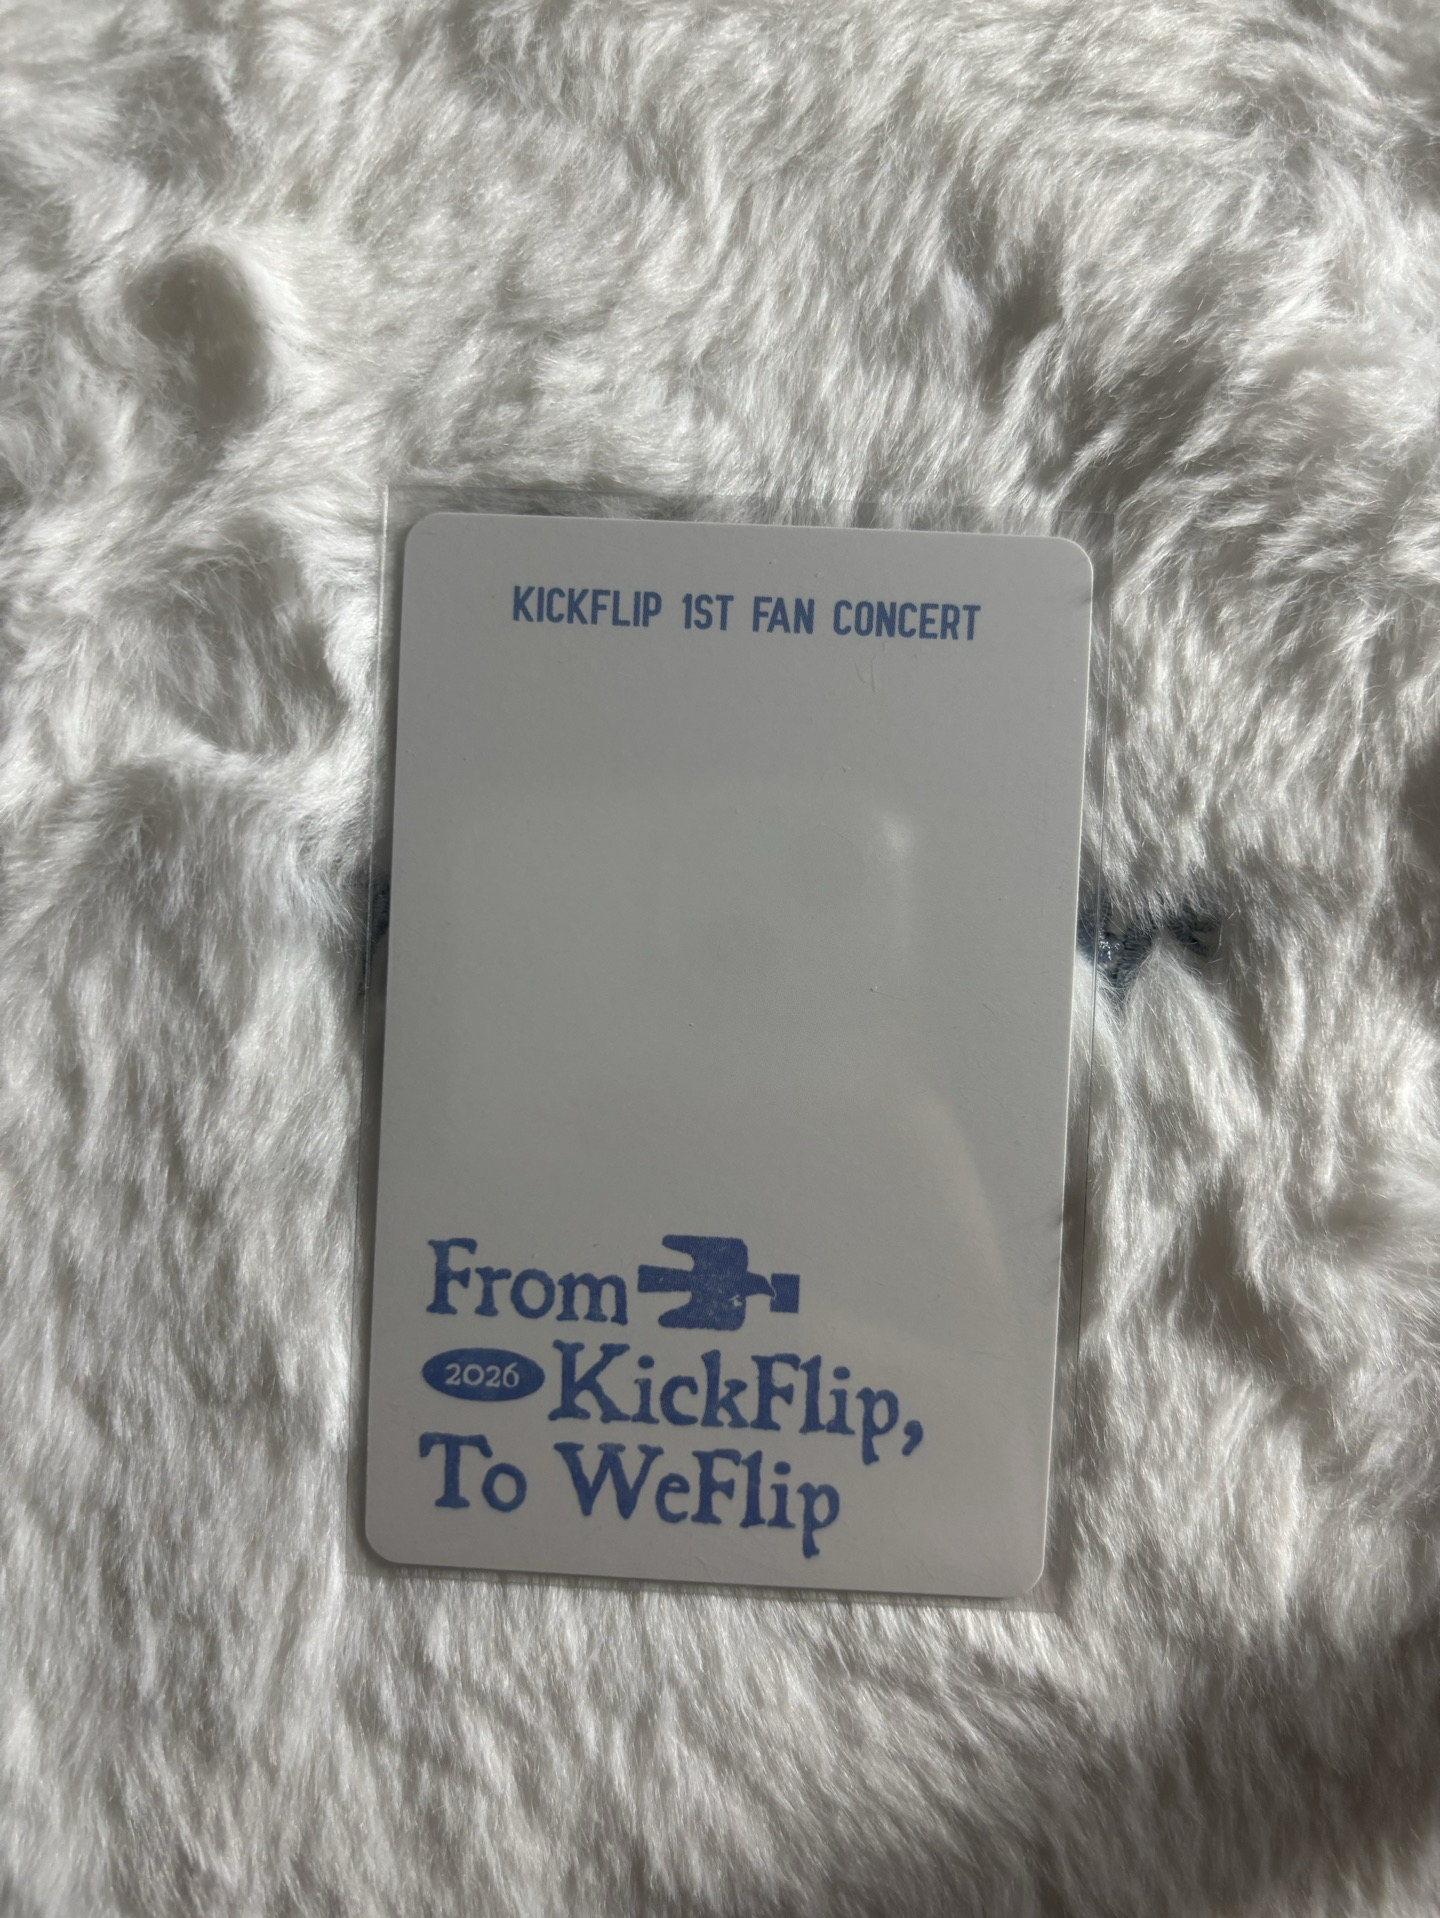 KICKFLIP 1ST FAN CONCERT
From
2026 KickFlip,
To WeFlip